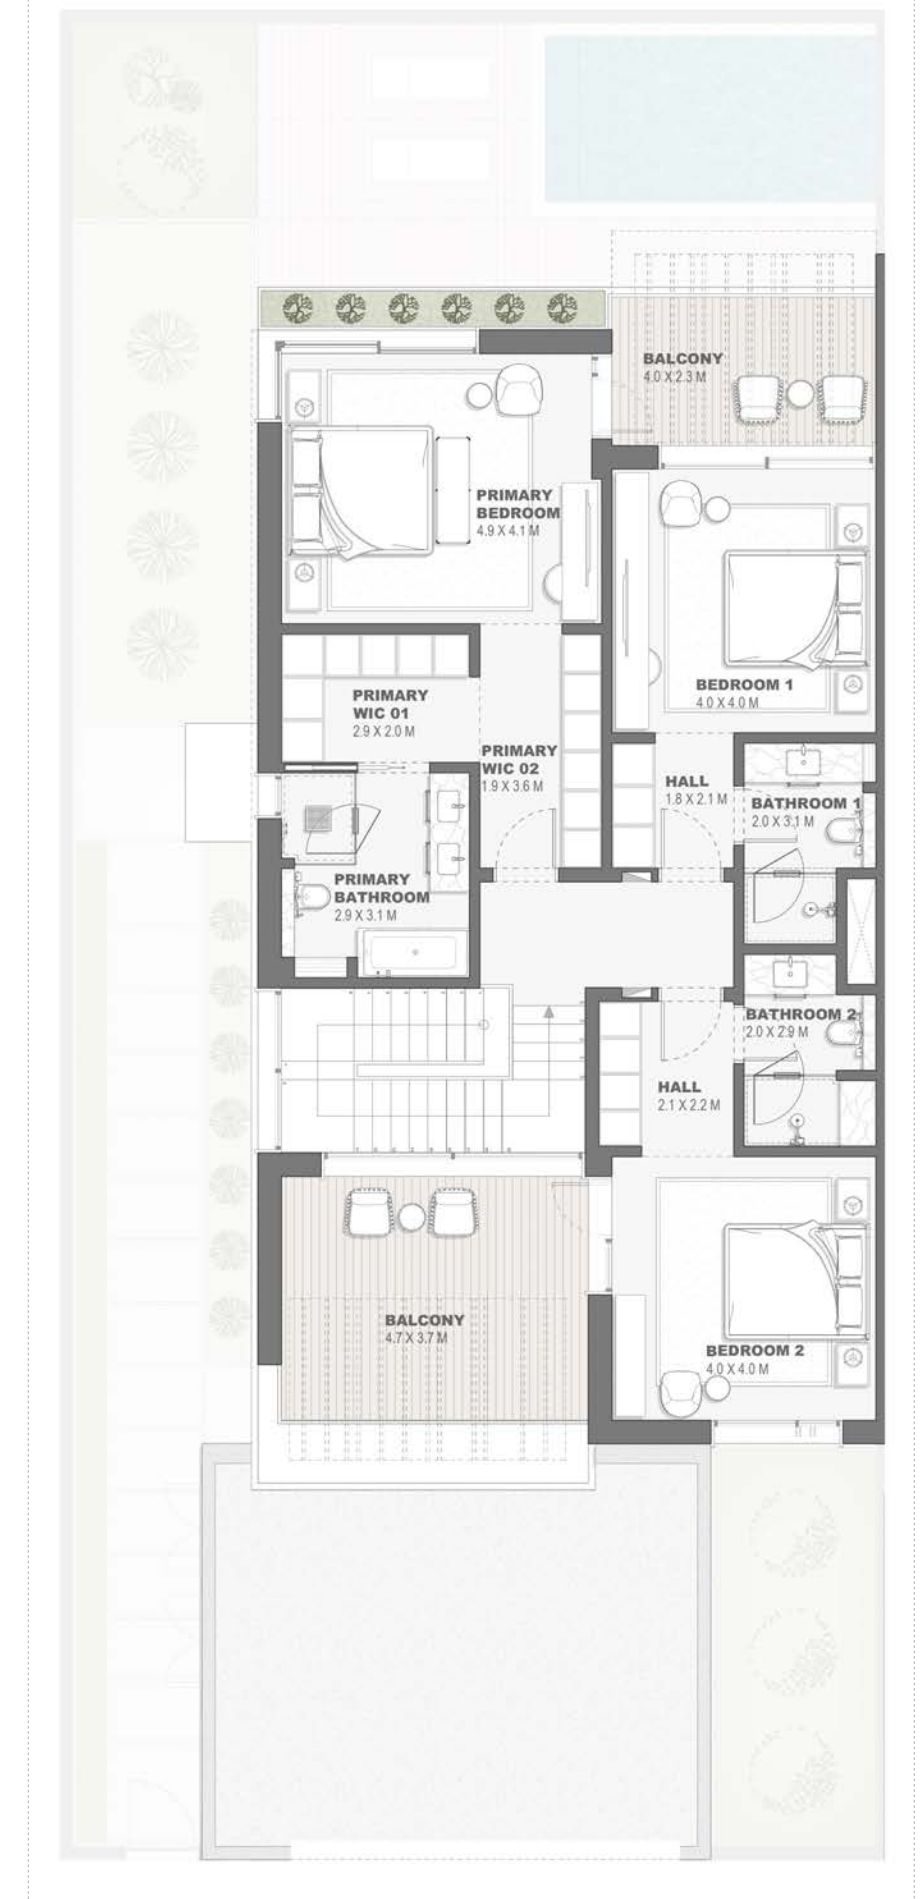 BALCONY
4.0 X 2.3 M
PRIMARY
BEDROOM
4.9 X 4.1 M
BEDROOM 1
4.0 X 4.0 M
PRIMARY
WIC 01
2.9 X 2.0 M
PRIMARY
WIC 02
1.9 X 3.6 M
HALL
1.8 X 2.1 M
BATHROOM 1
2.0 X 3.1 M
PRIMARY
BATHROOM
2.9 X 3.1 M
BATHROOM 2
2.0 X 2.9 M
HALL
2.1 X 2.2 M
BALCONY
4.7 X 3.7 M
BEDROOM 2
4.0 X 4.0 M